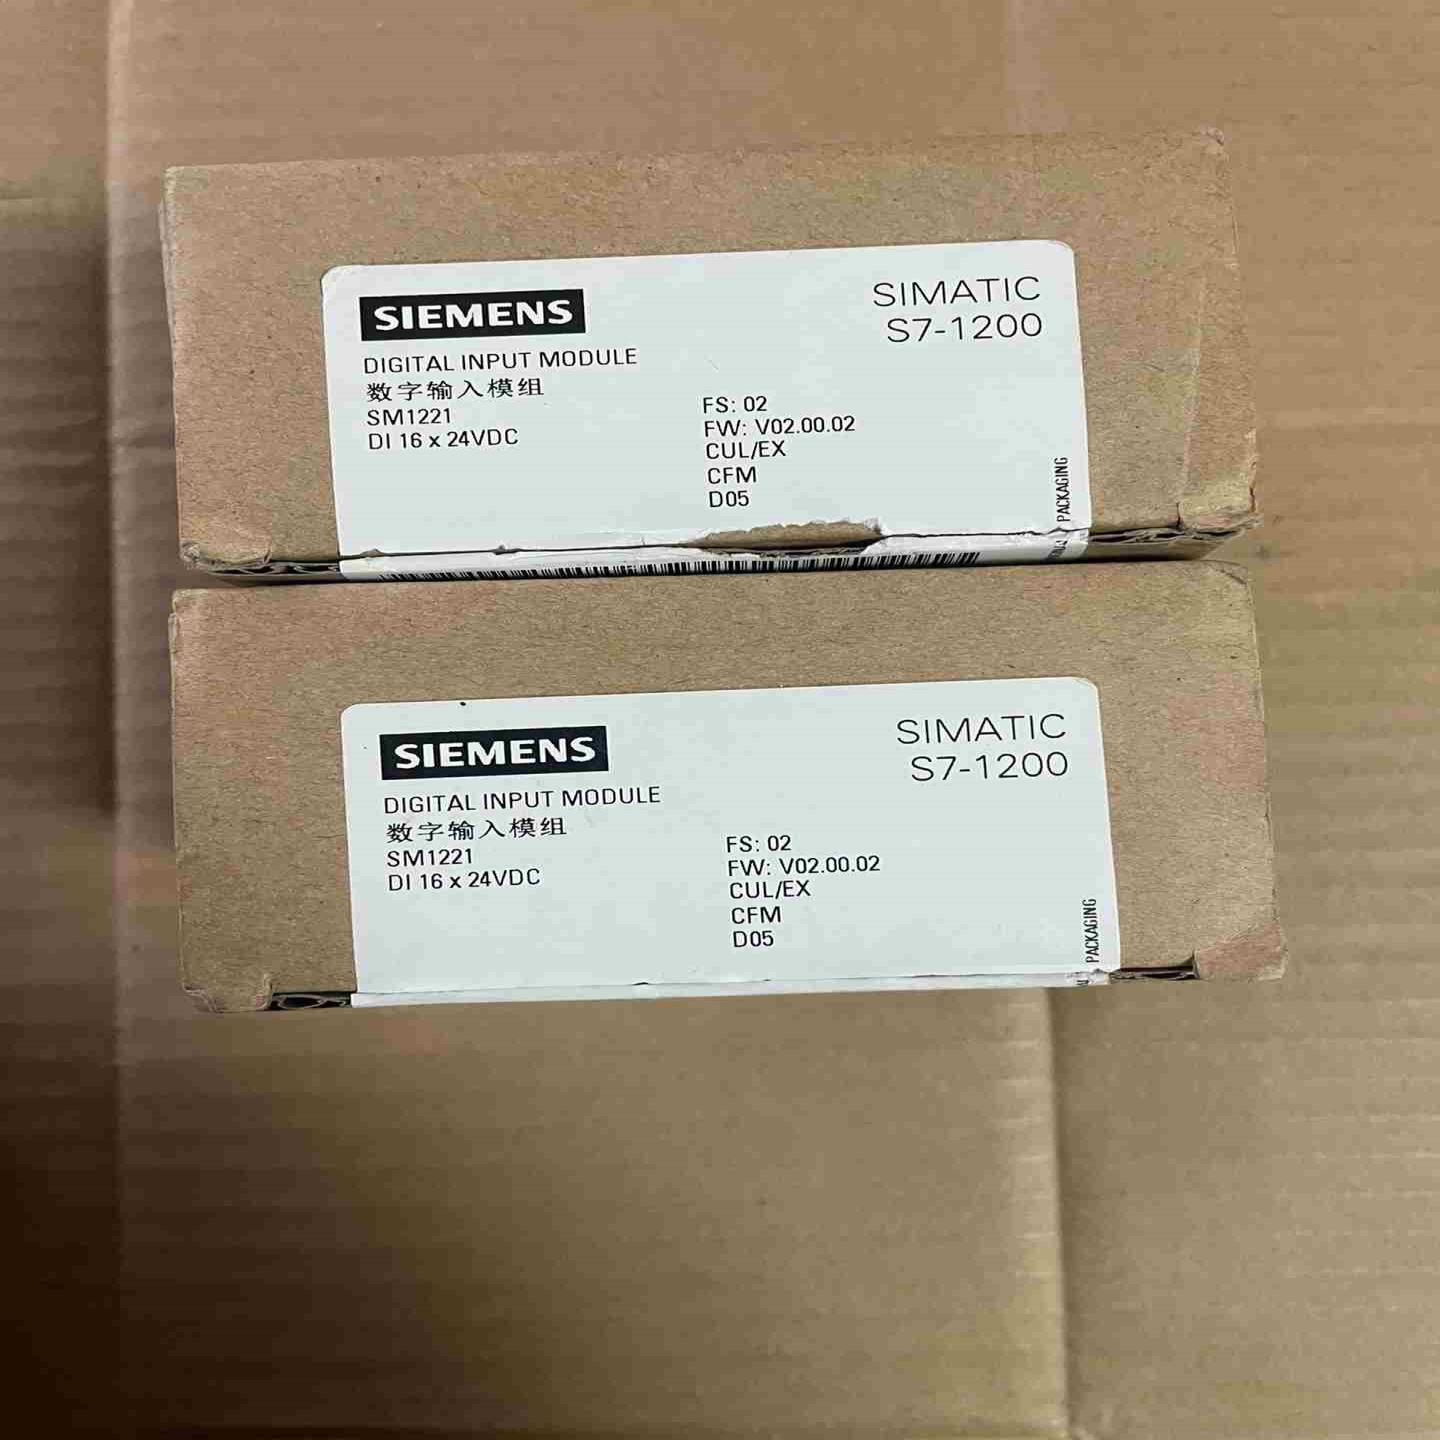 SIEMENS
SIMATIC
S7-1200
DIGITAL INPUT MODULE
数字输入模组
SM1221
DI 16 x 24VDC
FS: 02
FW: V02.00.02
CUL/EX
CFM
D05
PACKAGING
SIEMENS
SIMATIC
S7-1200
DIGITAL INPUT MODULE
数字输入模组
SM1221
DI 16 x 24VDC
FS: 02
FW: V02.00.02
CUL/EX
CFM
D05
PACKAGING